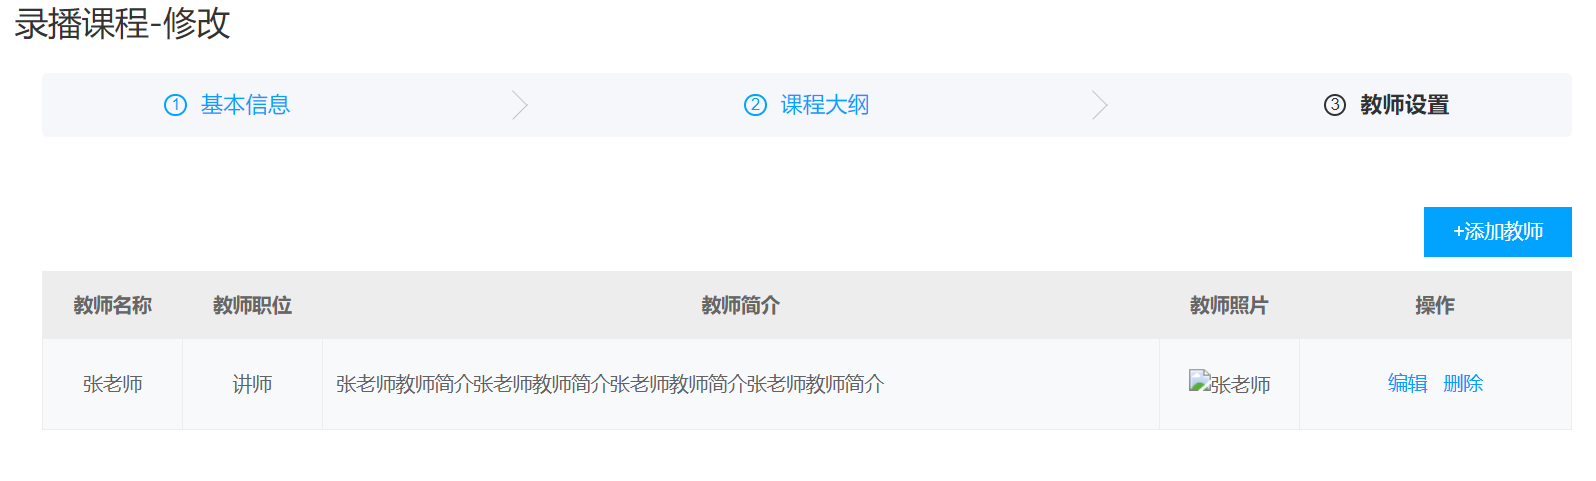 录播课程-修改
① 基本信息 ② 课程大纲 ③ 教师设置
+添加教师
教师名称 教师职位 教师简介 教师照片 操作
张老师 讲师 张老师教师简介张老师教师简介张老师教师简介张老师教师简介 张老师 编辑 删除